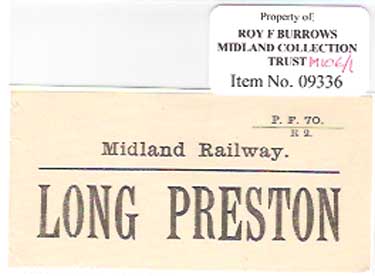 Property of:
ROY F BURROWS
MIDLAND COLLECTION
TRUST
Item No. 09336
P. F. 70.
R 2.
Midland Railway.
LONG PRESTON